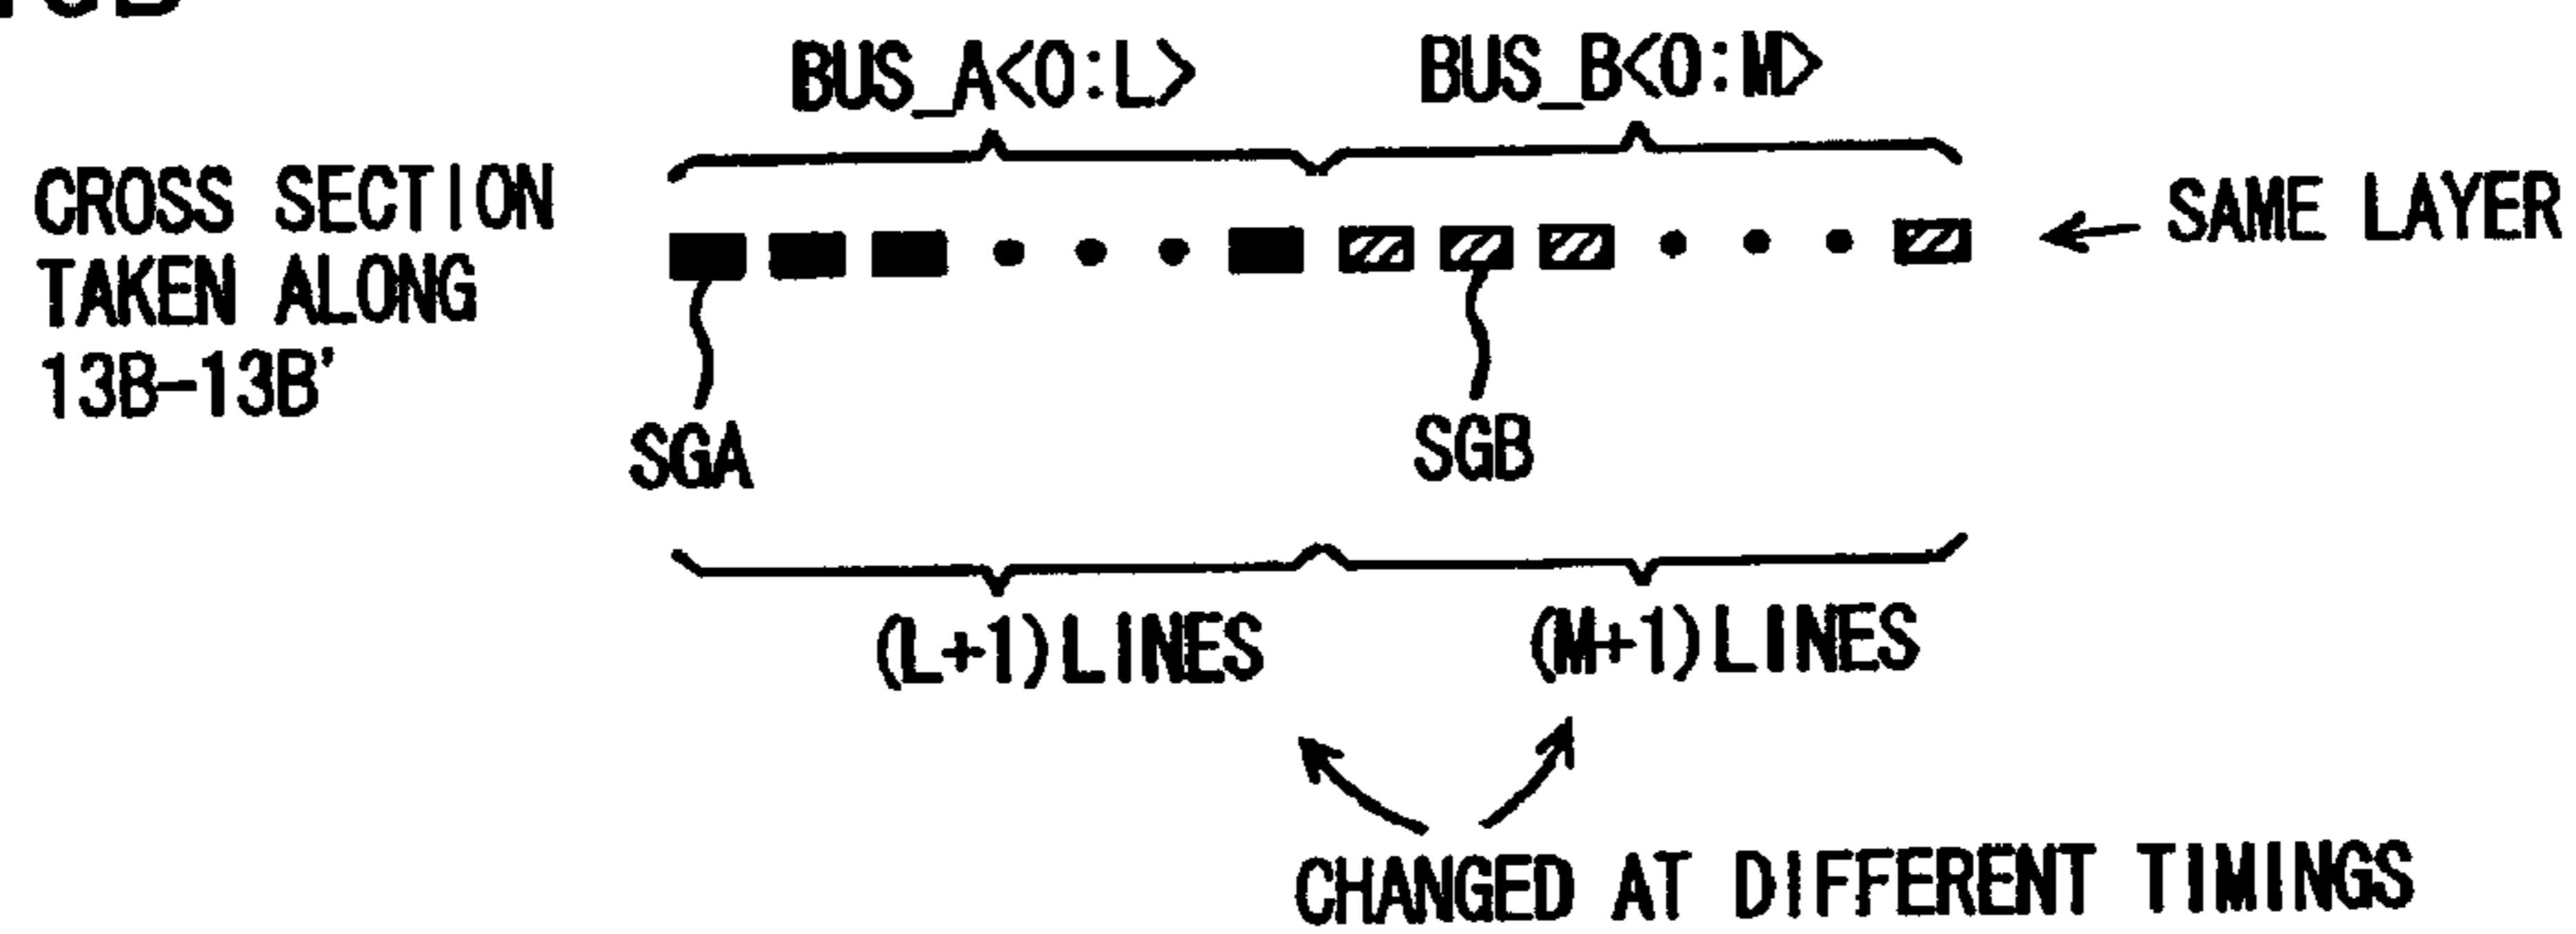 BUS_A<0:L> BUS_B<0:M>
CROSS SECTION
TAKEN ALONG
13B-13B'
SAME LAYER
SGA SGB
(L+1)LINES (M+1)LINES
CHANGED AT DIFFERENT TIMINGS